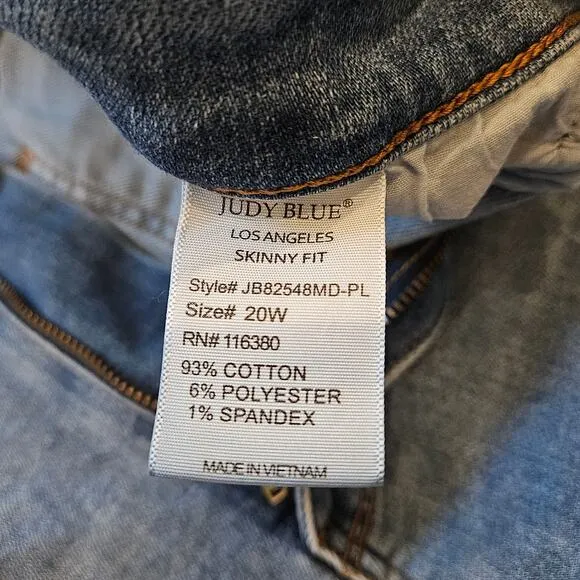 JUDY BLUE®
LOS ANGELES
SKINNY FIT
Style# JB82548MD-PL
Size# 20W
RN# 116380
93% COTTON
6% POLYESTER
1% SPANDEX
MADE IN VIETNAM